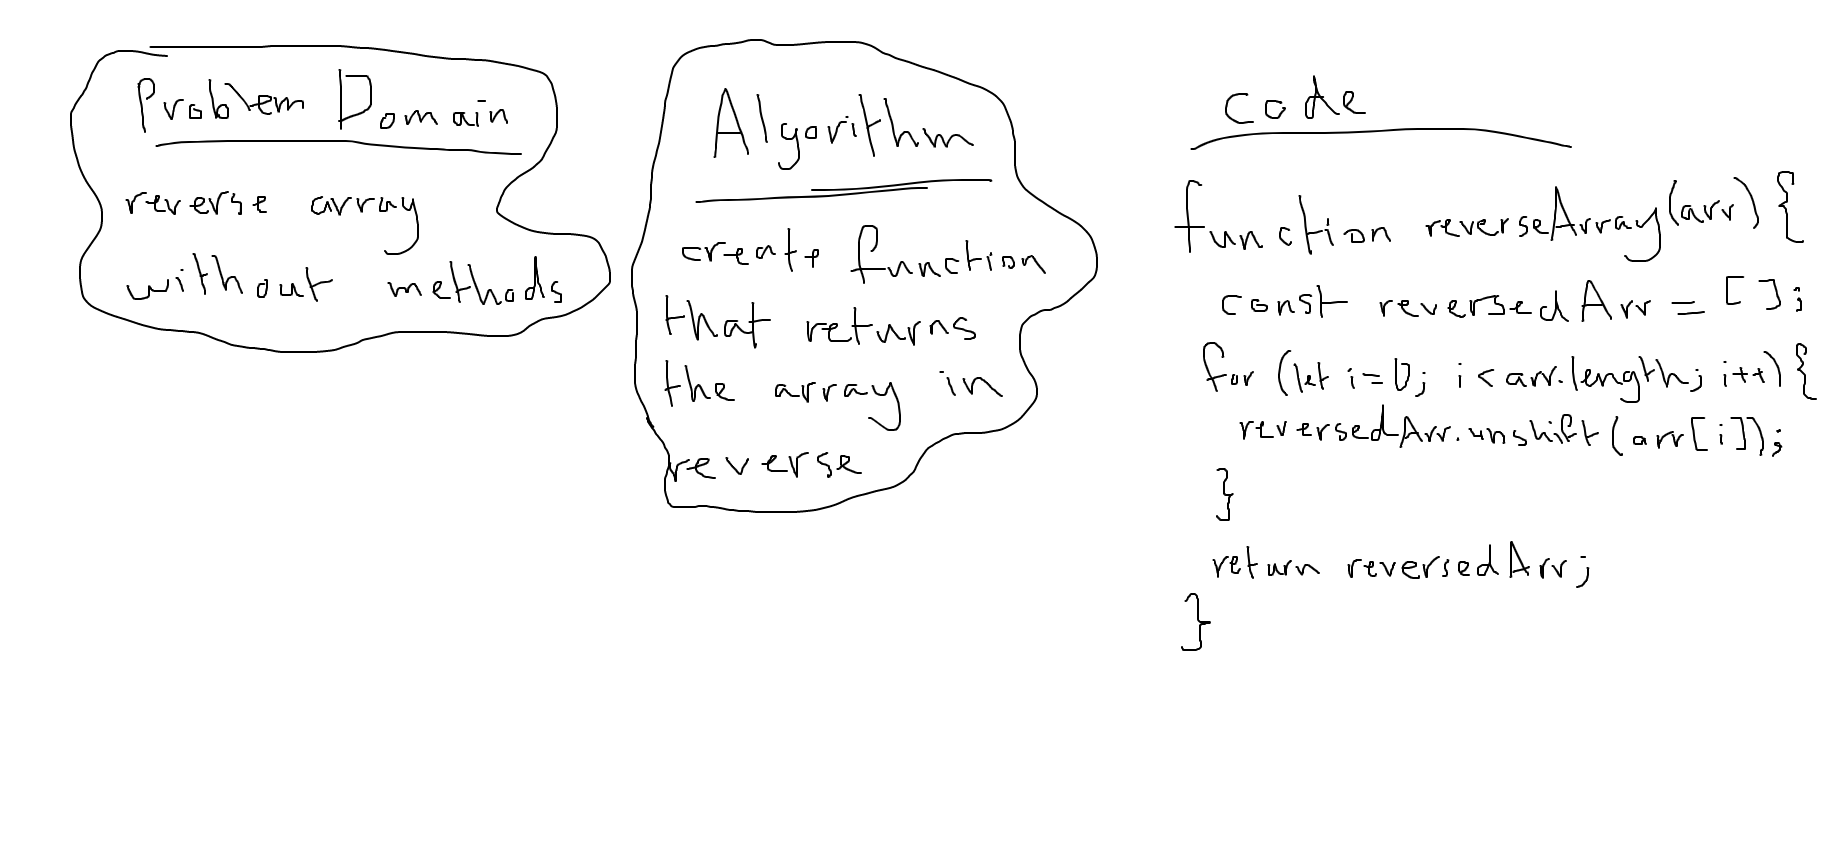 Problem Domain
reverse array
without methods
Algorithm
create function
that returns
the array in
reverse
code
function reverseArray(arr) {
const reversedArr = [];
for (let i=0; i<arr.length; i++) {
reversedArr.unshift(arr[i]);
}
return reversedArr;
}